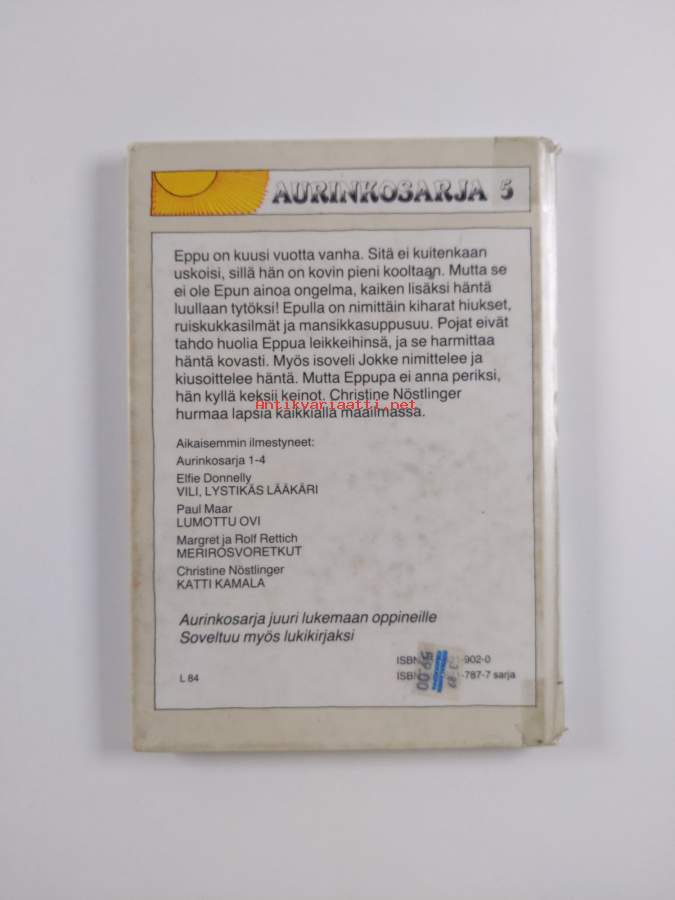 AURINKOSARJA 5
Eppu on kuusi vuotta vanha. Sitä ei kuitenkaan
uskoisi, sillä hän on kovin pieni kooltaan. Mutta se
ei ole Epun ainoa ongelma, kaiken lisäksi häntä
luullaan tytöksi! Epulla on nimittäin kiharat hiukset,
ruiskukkasilmät ja mansikkasuppusuu. Pojat eivät
tahdo huolia Eppua leikkeihinsä, ja se harmittaa
häntä kovasti. Myös isoveli Jokke nimittelee ja
kiusoittelee häntä. Mutta Eppupa ei anna periksi,
hän kyllä keksii keinot. Christine Nöstlinger
hurmaa lapsia kaikkialla maailmassa.
Antikvariaatti.net
Aikaisemmin ilmestyneet:
Aurinkosarja 1-4
Elfie Donnelly
VILI, LYSTIKÄS LÄÄKÄRI
Paul Maar
LUMOTTU OVI
Margret ja Rolf Rettich
MERIROSVORETKUT
Christine Nöstlinger
KATTI KAMALA
Aurinkosarja juuri lukemaan oppineille
Soveltuu myös lukikirjaksi
ISBN -902-0
L 84
ISBN -787-7 sarja
59.00